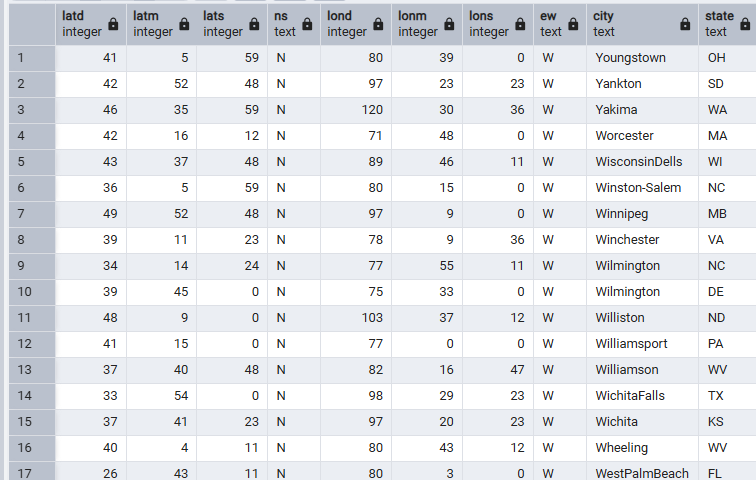 latd latm lats ns lond lonm lons ew city state
integer integer integer text integer integer integer text text text
1 41 5 59 N 80 39 0 W Youngstown OH
2 42 52 48 N 97 23 23 W Yankton SD
3 46 35 59 N 120 30 36 W Yakima WA
4 42 16 12 N 71 48 0 W Worcester MA
5 43 37 48 N 89 46 11 W WisconsinDells WI
6 36 5 59 N 80 15 0 W Winston-Salem NC
7 49 52 48 N 97 9 0 W Winnipeg MB
8 39 11 23 N 78 9 36 W Winchester VA
9 34 14 24 N 77 55 11 W Wilmington NC
10 39 45 0 N 75 33 0 W Wilmington DE
11 48 9 0 N 103 37 12 W Williston ND
12 41 15 0 N 77 0 0 W Williamsport PA
13 37 40 48 N 82 16 47 W Williamson WV
14 33 54 0 N 98 29 23 W WichitaFalls TX
15 37 41 23 N 97 20 23 W Wichita KS
16 40 4 11 N 80 43 12 W Wheeling WV
17 26 43 11 N 80 3 0 W WestPalmBeach FL